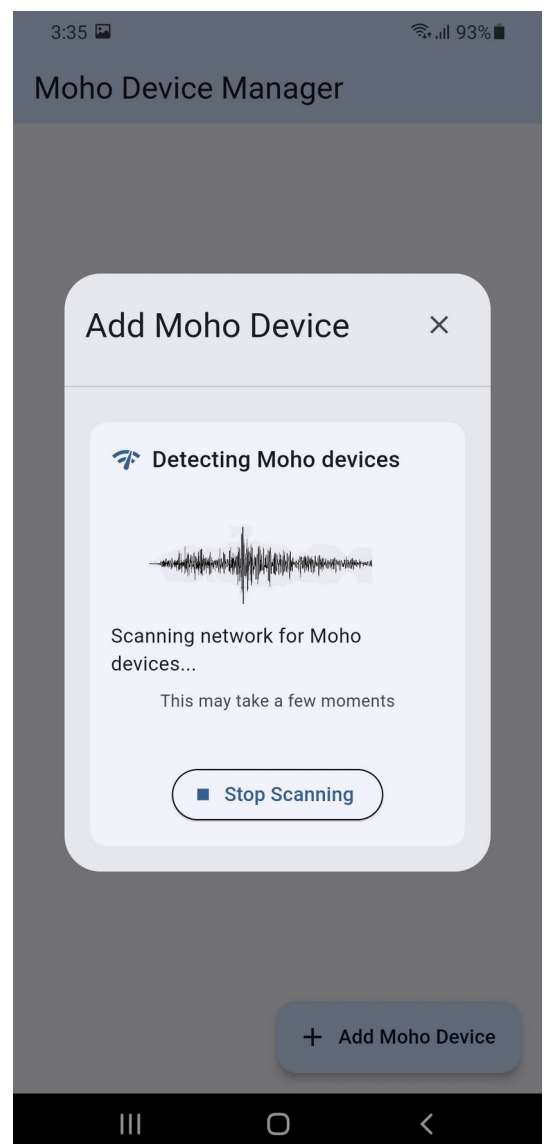 3:35 93%
Moho Device Manager
Add Moho Device
Detecting Moho devices
Scanning network for Moho
devices...
This may take a few moments
Stop Scanning
+ Add Moho Device